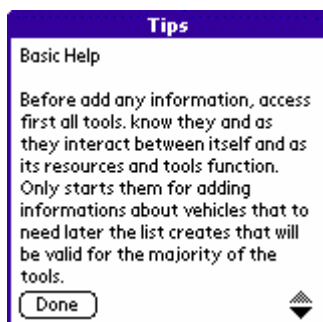 Tips
Basic Help
Before add any information, access
first all tools. know they and as
they interact between itself and as
its resources and tools function.
Only starts them for adding
informations about vehicles that to
need later the list creates that will
be valid for the majority of the
tools.
Done